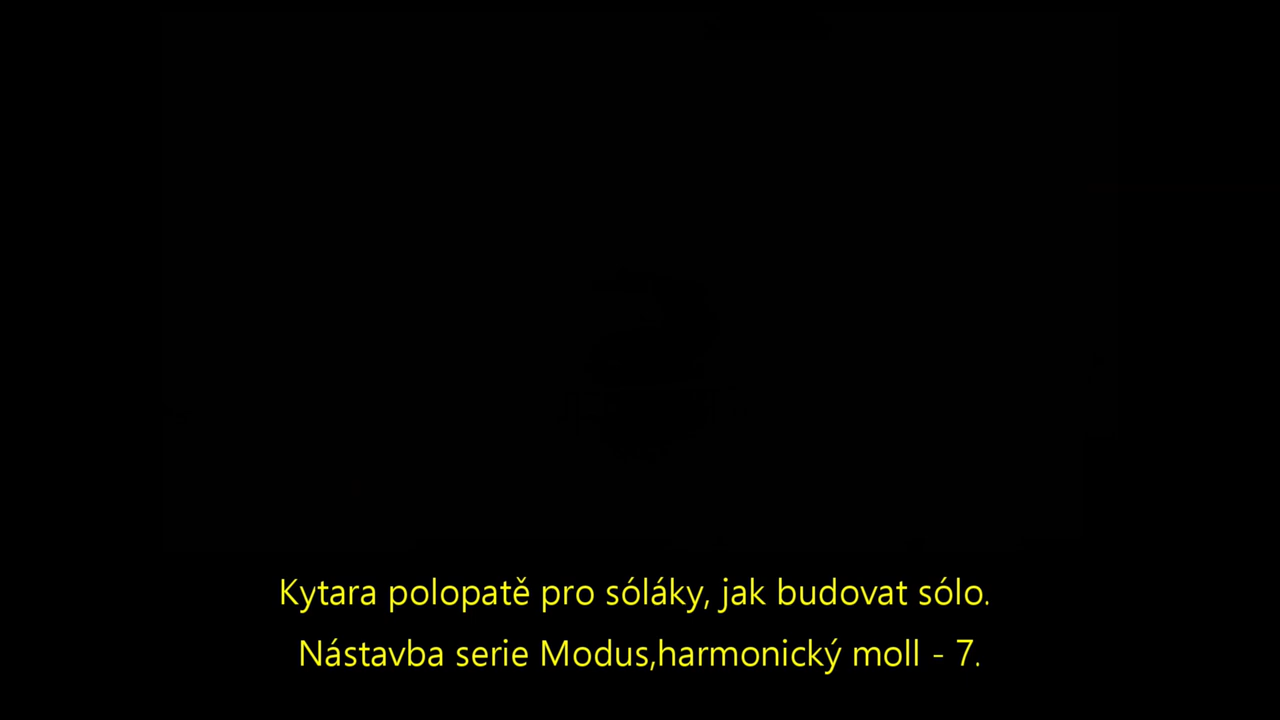 Kytara polopatě pro sóláky, jak budovat sólo.
Nástavba serie Modus,harmonický moll - 7.